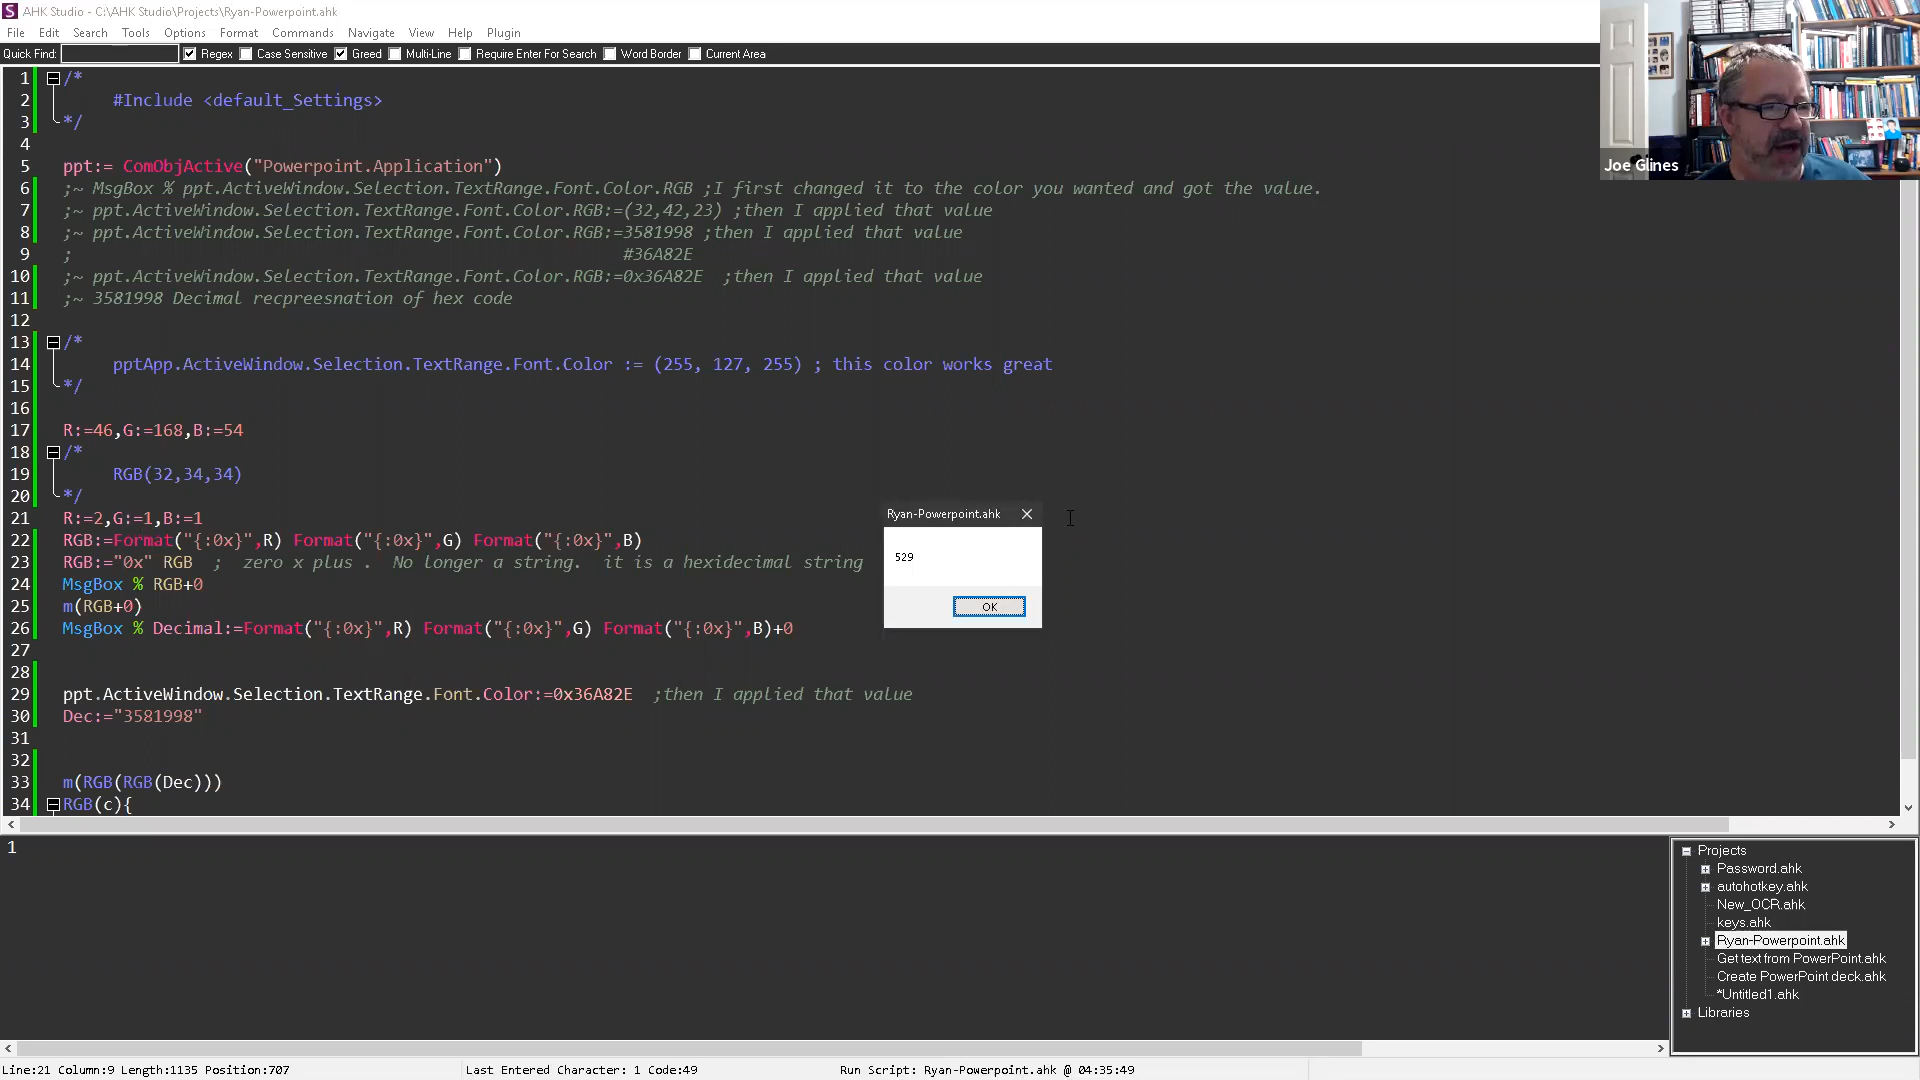 AHK Studio - C:\AHK Studio\Projects\Ryan-Powerpoint.ahk
File Edit Search Tools Options Format Commands Navigate View Help Plugin
Quick Find: Regex Case Sensitive Greed Multi-Line Require Enter For Search Word Border Current Area
1 /*
2 #Include <default_Settings>
3 */
4
5 ppt:= ComObjActive("Powerpoint.Application")
6 ;~ MsgBox % ppt.ActiveWindow.Selection.TextRange.Font.Color.RGB ;I first changed it to the color you wanted and got the value.
7 ;~ ppt.ActiveWindow.Selection.TextRange.Font.Color.RGB:=(32,42,23) ;then I applied that value
8 ;~ ppt.ActiveWindow.Selection.TextRange.Font.Color.RGB:=3581998 ;then I applied that value
9 ; #36A82E
10 ;~ ppt.ActiveWindow.Selection.TextRange.Font.Color.RGB:=0x36A82E ;then I applied that value
11 ;~ 3581998 Decimal recpreesnation of hex code
12
13 /*
14 pptApp.ActiveWindow.Selection.TextRange.Font.Color := (255, 127, 255) ; this color works great
15 */
16
17 R:=46,G:=168,B:=54
18 /*
19 RGB(32,34,34)
20 */
21 R:=2,G:=1,B:=1
22 RGB:=Format("{:0x}",R) Format("{:0x}",G) Format("{:0x}",B)
23 RGB:="0x" RGB ; zero x plus . No longer a string. it is a hexidecimal string
24 MsgBox % RGB+0
25 m(RGB+0)
26 MsgBox % Decimal:=Format("{:0x}",R) Format("{:0x}",G) Format("{:0x}",B)+0
27
28
29 ppt.ActiveWindow.Selection.TextRange.Font.Color:=0x36A82E ;then I applied that value
30 Dec:="3581998"
31
32
33 m(RGB(RGB(Dec)))
34 RGB(c){
Joe Glines
Ryan-Powerpoint.ahk
529
OK
1
Projects
Password.ahk
autohotkey.ahk
New_OCR.ahk
keys.ahk
Ryan-Powerpoint.ahk
Get text from PowerPoint.ahk
Create PowerPoint deck.ahk
*Untitled1.ahk
Libraries
Line:21 Column:9 Length:1135 Position:707 Last Entered Character: 1 Code:49 Run Script: Ryan-Powerpoint.ahk @ 04:35:49